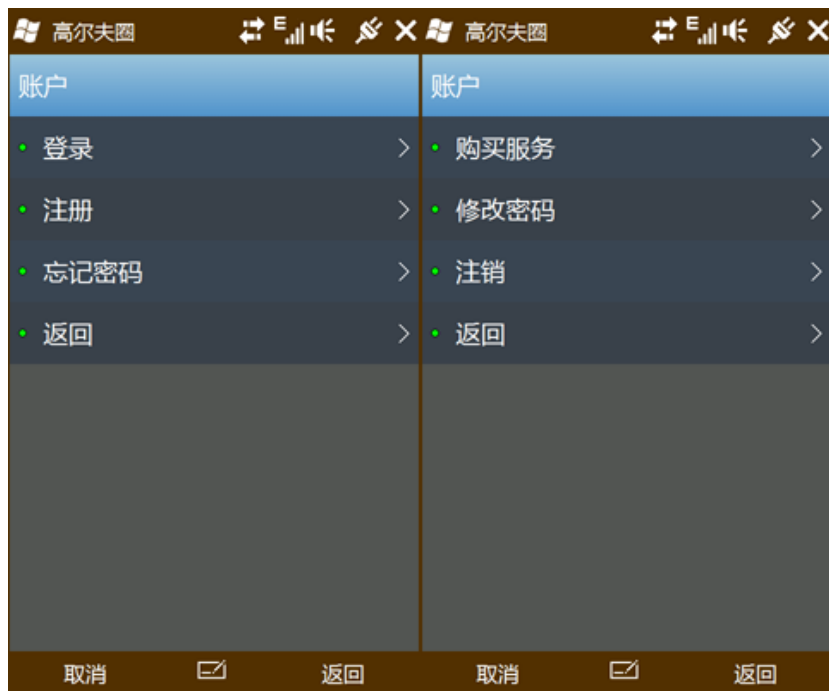 高尔夫圈 E
账户
登录
注册
忘记密码
返回
取消 返回
高尔夫圈 E
账户
购买服务
修改密码
注销
返回
取消 返回